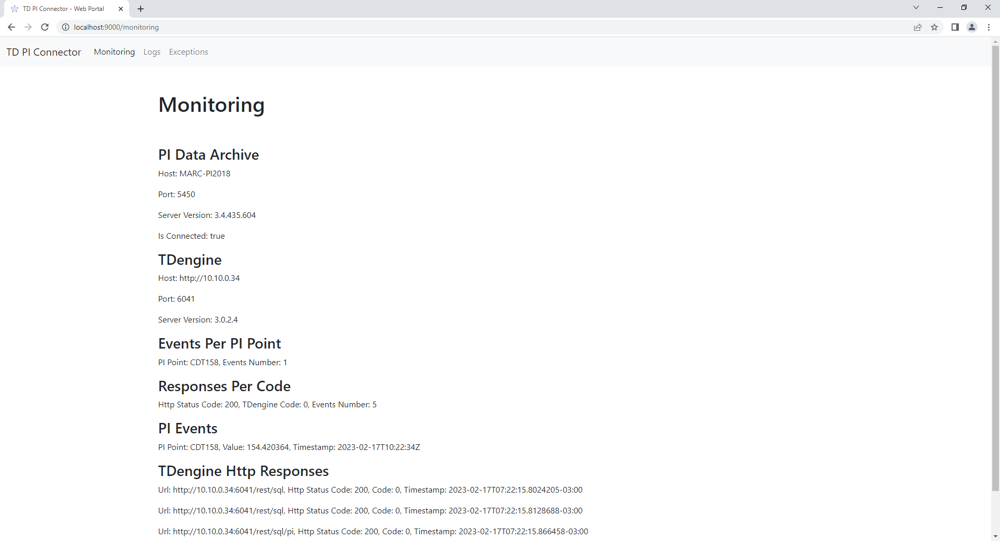 TD PI Connector - Web Portal
localhost:9000/monitoring
TD PI Connector Monitoring Logs Exceptions
Monitoring
PI Data Archive
Host: MARC-PI2018
Port: 5450
Server Version: 3.4.435.604
Is Connected: true
TDengine
Host: http://10.10.0.34
Port: 6041
Server Version: 3.0.2.4
Events Per PI Point
PI Point: CDT158, Events Number: 1
Responses Per Code
Http Status Code: 200, TDengine Code: 0, Events Number: 5
PI Events
PI Point: CDT158, Value: 154.420364, Timestamp: 2023-02-17T10:22:34Z
TDengine Http Responses
Url: http://10.10.0.34:6041/rest/sql, Http Status Code: 200, Code: 0, Timestamp: 2023-02-17T07:22:15.8024205-03:00
Url: http://10.10.0.34:6041/rest/sql, Http Status Code: 200, Code: 0, Timestamp: 2023-02-17T07:22:15.8128688-03:00
Url: http://10.10.0.34:6041/rest/sql/pi, Http Status Code: 200, Code: 0, Timestamp: 2023-02-17T07:22:15.866458-03:00